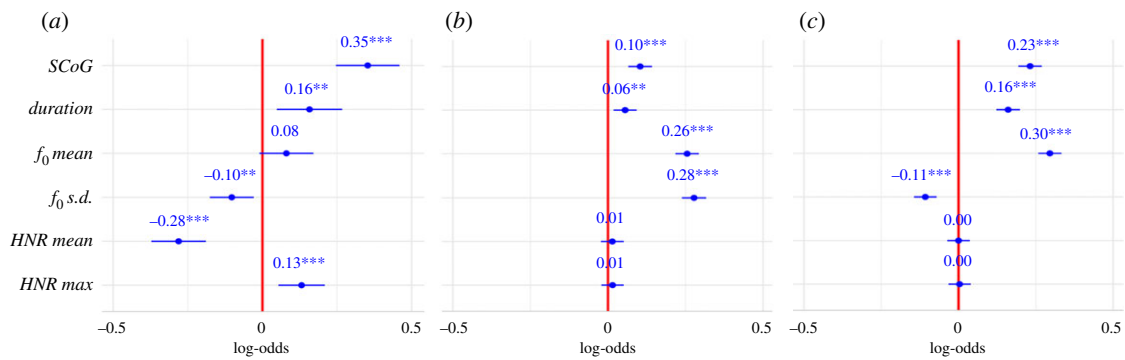 (a) (b) (c)
SCoG 0.35*** 0.10*** 0.23***
duration 0.16** 0.06** 0.16***
f0 mean 0.08 0.26*** 0.30***
f0 s.d. –0.10** 0.28*** –0.11***
HNR mean –0.28*** 0.01 0.00
HNR max 0.13*** 0.01 0.00
–0.5 0 0.5 –0.5 0 0.5 –0.5 0 0.5
log-odds log-odds log-odds